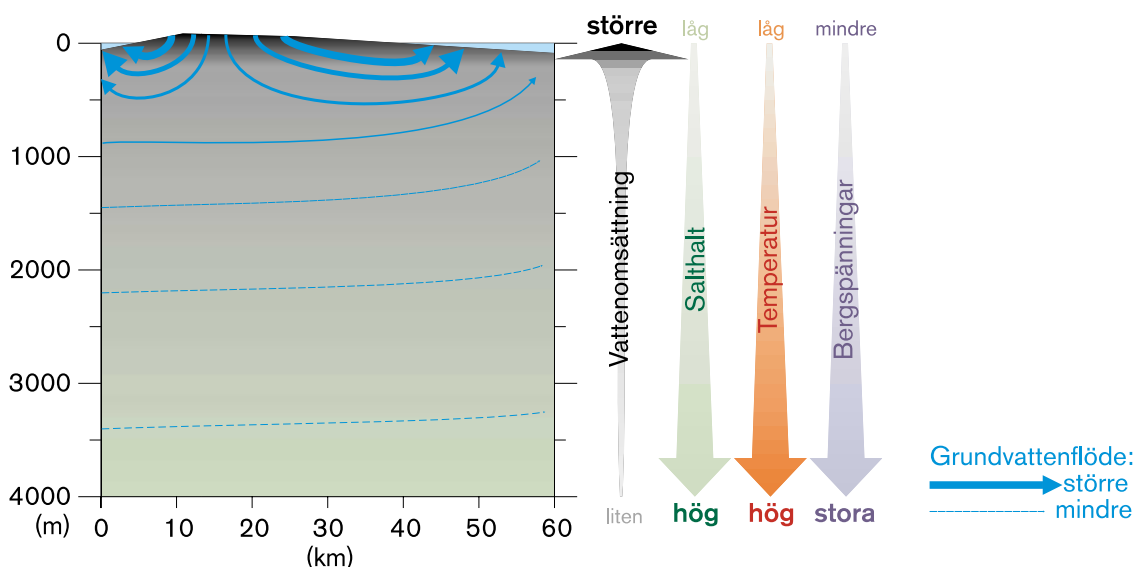 0
1000
2000
3000
4000
(m)
0 10 20 30 40 50 60
(km)
större
låg
låg
mindre
Vattenomsättning
Salthalt
Temperatur
Bergspänningar
liten
hög
hög
stora
Grundvattenflöde:
större
mindre